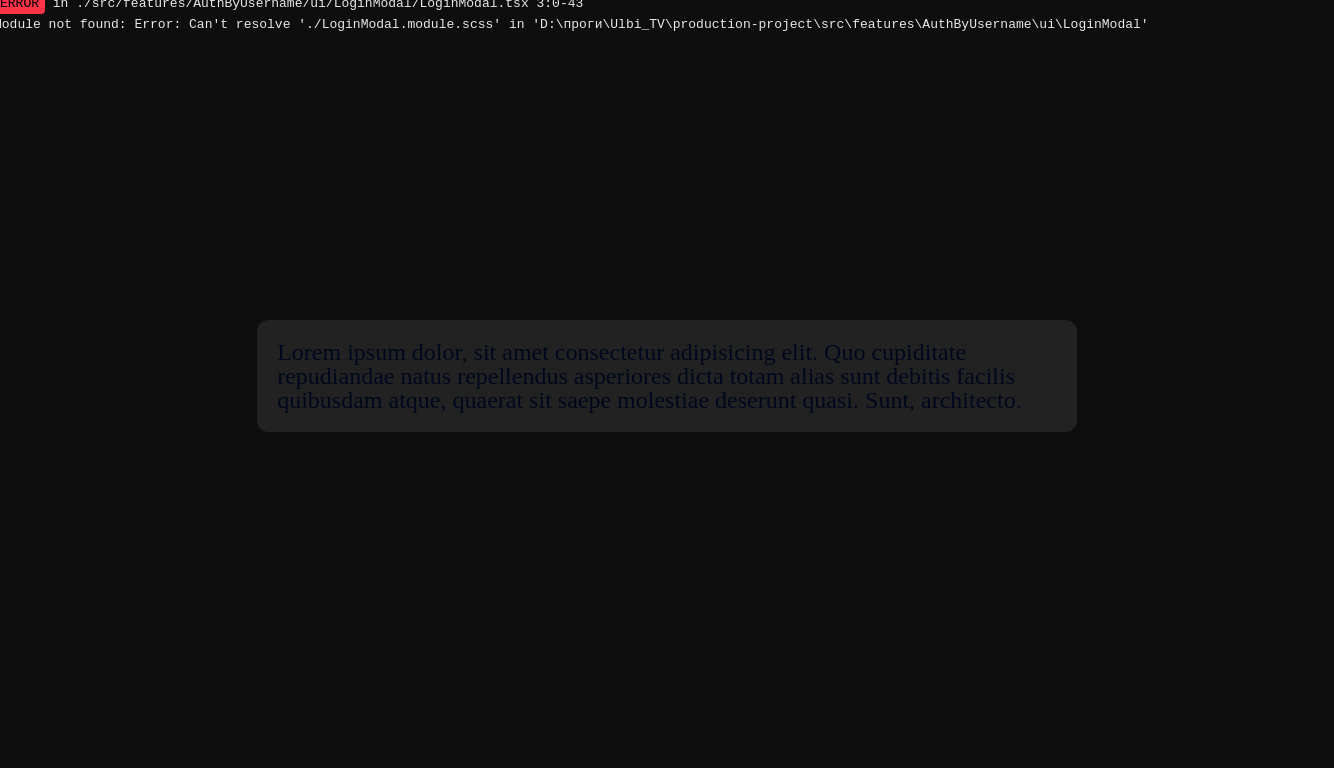 ERROR in ./src/features/AuthByUsername/ui/LoginModal/LoginModal.tsx 3:0-43
Module not found: Error: Can't resolve './LoginModal.module.scss' in 'D:\проги\Ulbi_TV\production-project\src\features\AuthByUsername\ui\LoginModal'
Lorem ipsum dolor, sit amet consectetur adipisicing elit. Quo cupiditate
repudiandae natus repellendus asperiores dicta totam alias sunt debitis facilis
quibusdam atque, quaerat sit saepe molestiae deserunt quasi. Sunt, architecto.